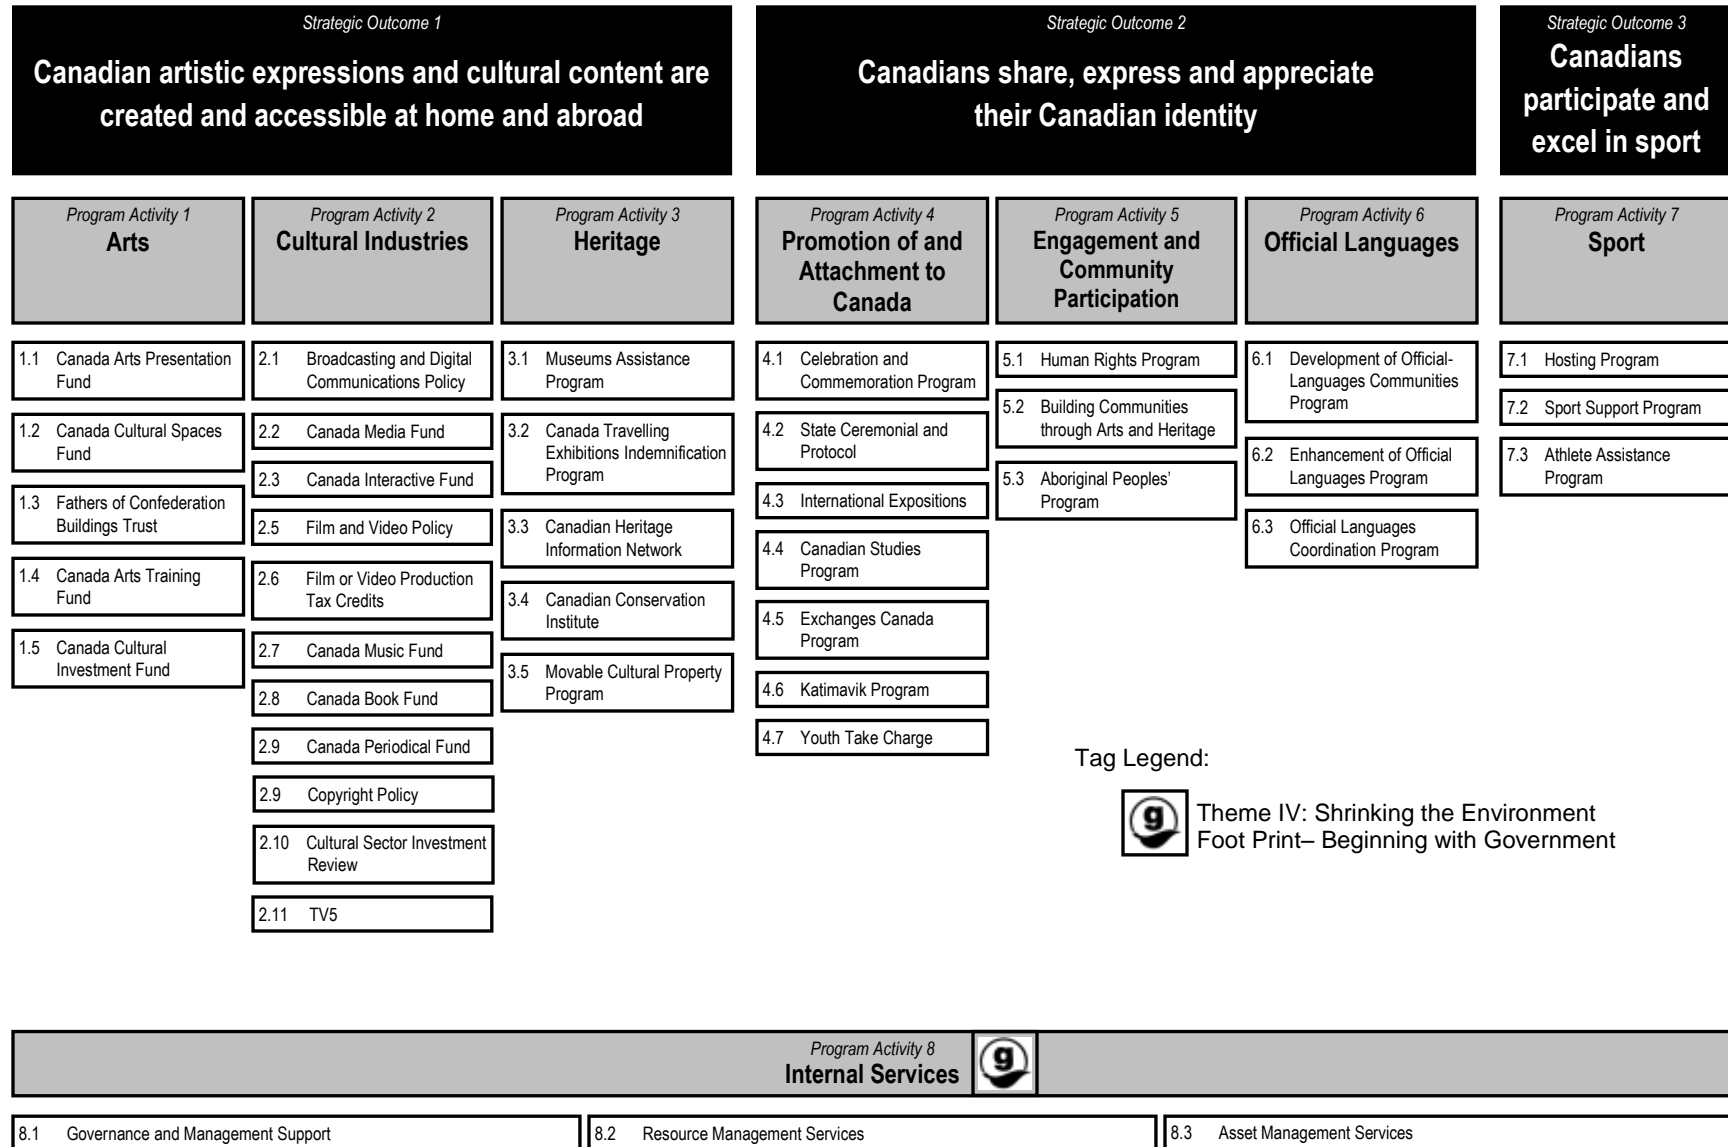 Strategic Outcome 1
Canadian artistic expressions and cultural content are
created and accessible at home and abroad
Strategic Outcome 2
Canadians share, express and appreciate
their Canadian identity
Strategic Outcome 3
Canadians
participate and
excel in sport
Program Activity 1
Arts
Program Activity 2
Cultural Industries
Program Activity 3
Heritage
Program Activity 4
Promotion of and
Attachment to
Canada
Program Activity 5
Engagement and
Community
Participation
Program Activity 6
Official Languages
Program Activity 7
Sport
1.1 Canada Arts Presentation
Fund
1.2 Canada Cultural Spaces
Fund
1.3 Fathers of Confederation
Buildings Trust
1.4 Canada Arts Training
Fund
1.5 Canada Cultural
Investment Fund
2.1 Broadcasting and Digital
Communications Policy
2.2 Canada Media Fund
2.3 Canada Interactive Fund
2.5 Film and Video Policy
2.6 Film or Video Production
Tax Credits
2.7 Canada Music Fund
2.8 Canada Book Fund
2.9 Canada Periodical Fund
2.9 Copyright Policy
2.10 Cultural Sector Investment
Review
2.11 TV5
3.1 Museums Assistance
Program
3.2 Canada Travelling
Exhibitions Indemnification
Program
3.3 Canadian Heritage
Information Network
3.4 Canadian Conservation
Institute
3.5 Movable Cultural Property
Program
4.1 Celebration and
Commemoration Program
4.2 State Ceremonial and
Protocol
4.3 International Expositions
4.4 Canadian Studies
Program
4.5 Exchanges Canada
Program
4.6 Katimavik Program
4.7 Youth Take Charge
5.1 Human Rights Program
5.2 Building Communities
through Arts and Heritage
5.3 Aboriginal Peoples’
Program
6.1 Development of Official-
Languages Communities
Program
6.2 Enhancement of Official
Languages Program
6.3 Official Languages
Coordination Program
7.1 Hosting Program
7.2 Sport Support Program
7.3 Athlete Assistance
Program
Tag Legend:
g
Theme IV: Shrinking the Environment
Foot Print– Beginning with Government
Program Activity 8
Internal Services
g
8.1 Governance and Management Support
8.2 Resource Management Services
8.3 Asset Management Services